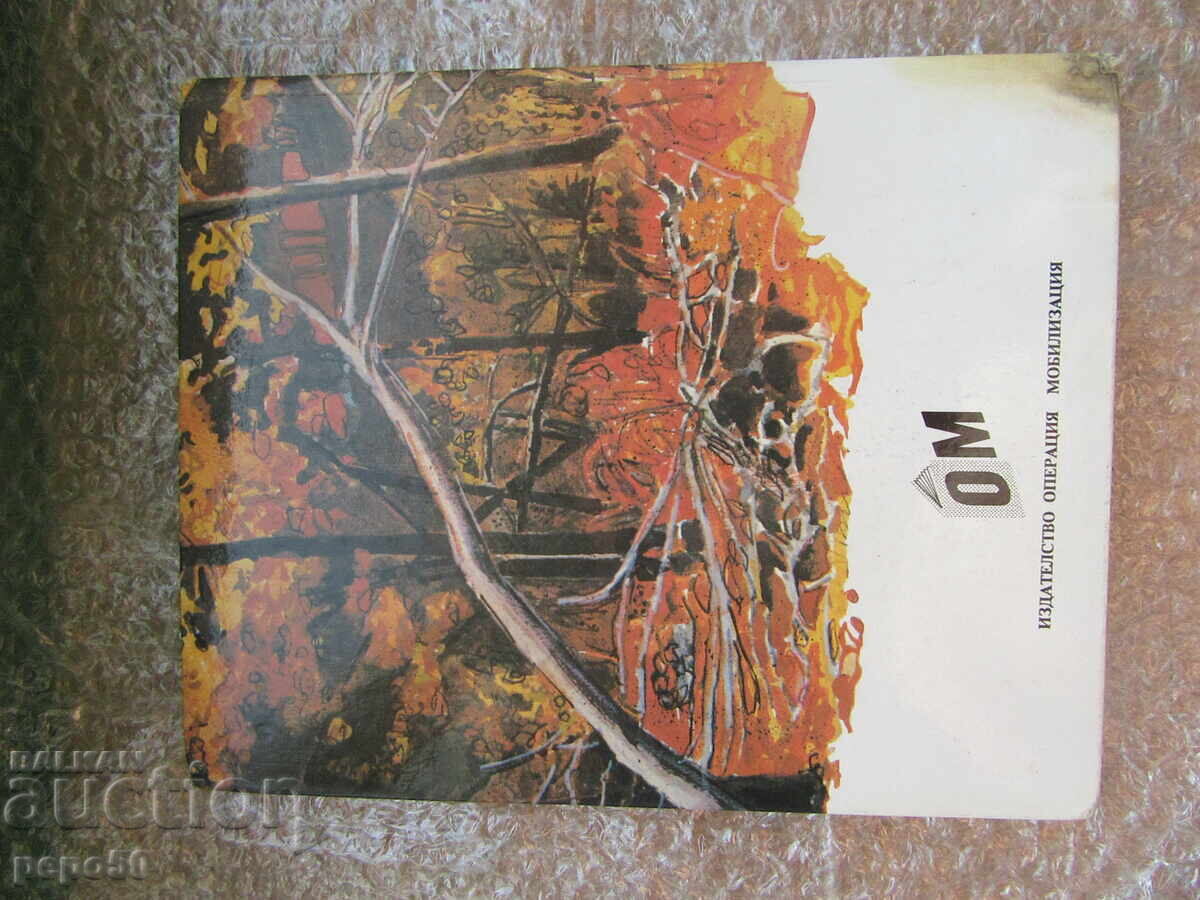 ОМ
ИЗДАТЕЛСТВО ОПЕРАЦИЯ МОБИЛИЗАЦИЯ
BALKAN
auction
pepo50